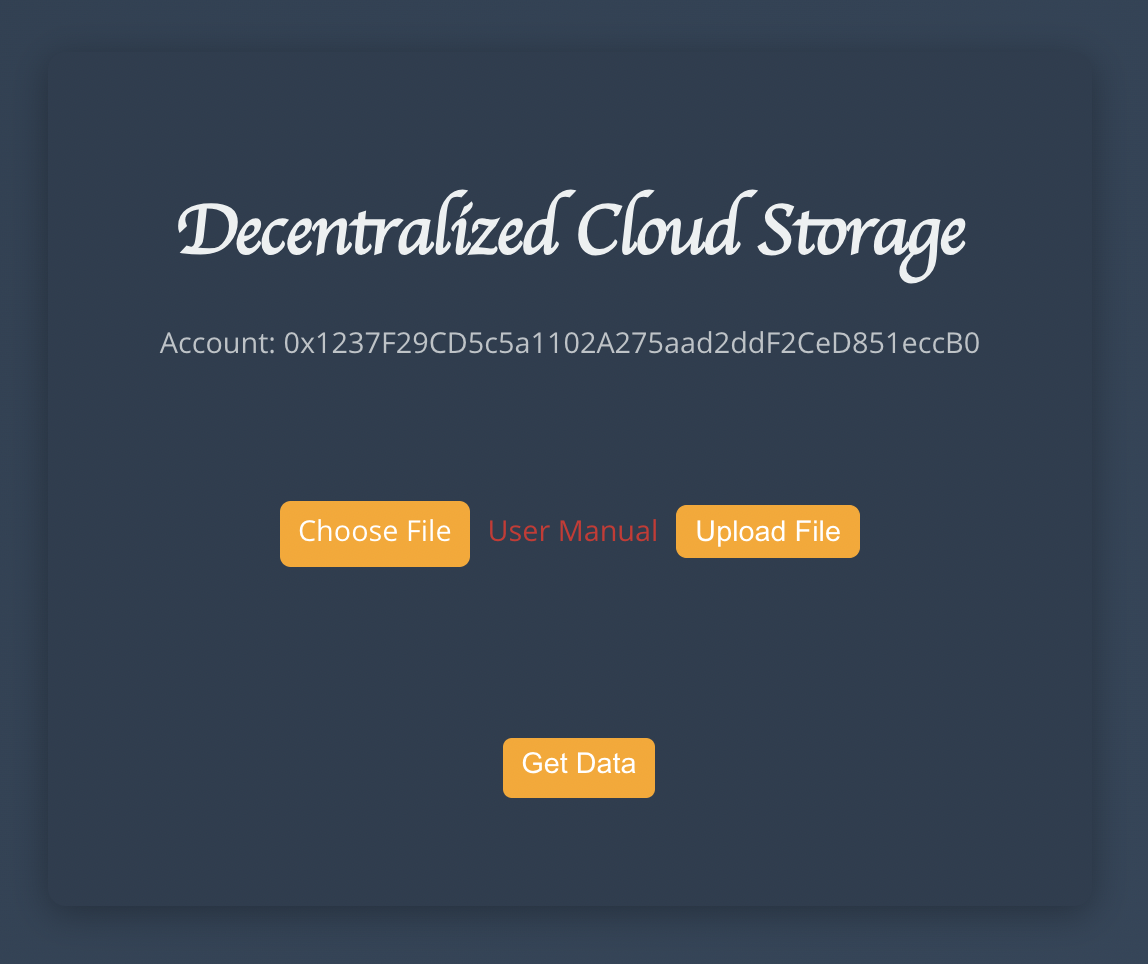 Decentralized Cloud Storage
Account: 0x1237F29CD5c5a1102A275aad2ddF2CeD851eccB0
Choose File User Manual Upload File
Get Data